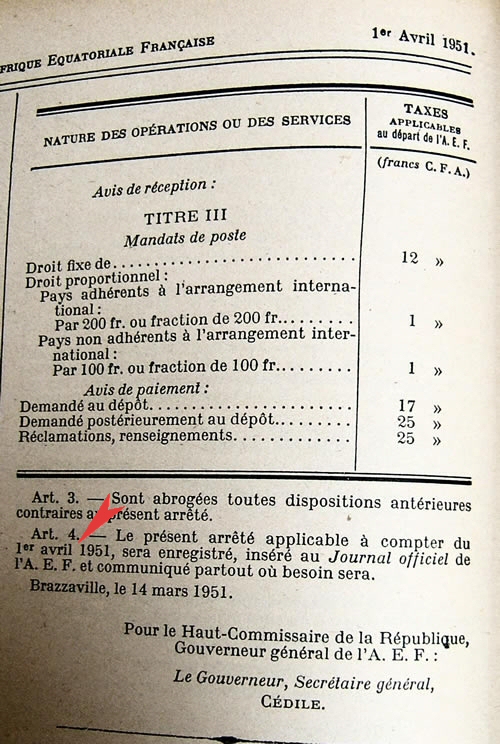 FRIQUE EQUATORIALE FRANÇAISE
1er Avril 1951.
NATURE DES OPÉRATIONS OU DES SERVICES
TAXES
APPLICABLES
au départ de l'A. E. F.
(francs C. F. A.)
Avis de réception :
TITRE III
Mandats de poste
Droit fixe de.............................. 12 »
Droit proportionnel :
Pays adhérents à l'arrangement interna-
tional :
Par 200 fr. ou fraction de 200 fr......... 1 »
Pays non adhérents à l'arrangement inter-
national :
Par 100 fr. ou fraction de 100 fr......... 1 »
Avis de paiement :
Demandé au dépôt......................... 17 »
Demandé postérieurement au dépôt......... 25 »
Réclamations, renseignements.............. 25 »
Art. 3. — Sont abrogées toutes dispositions antérieures
contraires au présent arrêté.
Art. 4. — Le présent arrêté applicable à compter du
1er avril 1951, sera enregistré, inséré au Journal officiel de
l'A. E. F. et communiqué partout où besoin sera.
Brazzaville, le 14 mars 1951.
Pour le Haut-Commissaire de la République,
Gouverneur général de l'A. E. F. :
Le Gouverneur, Secrétaire général,
CÉDILE.